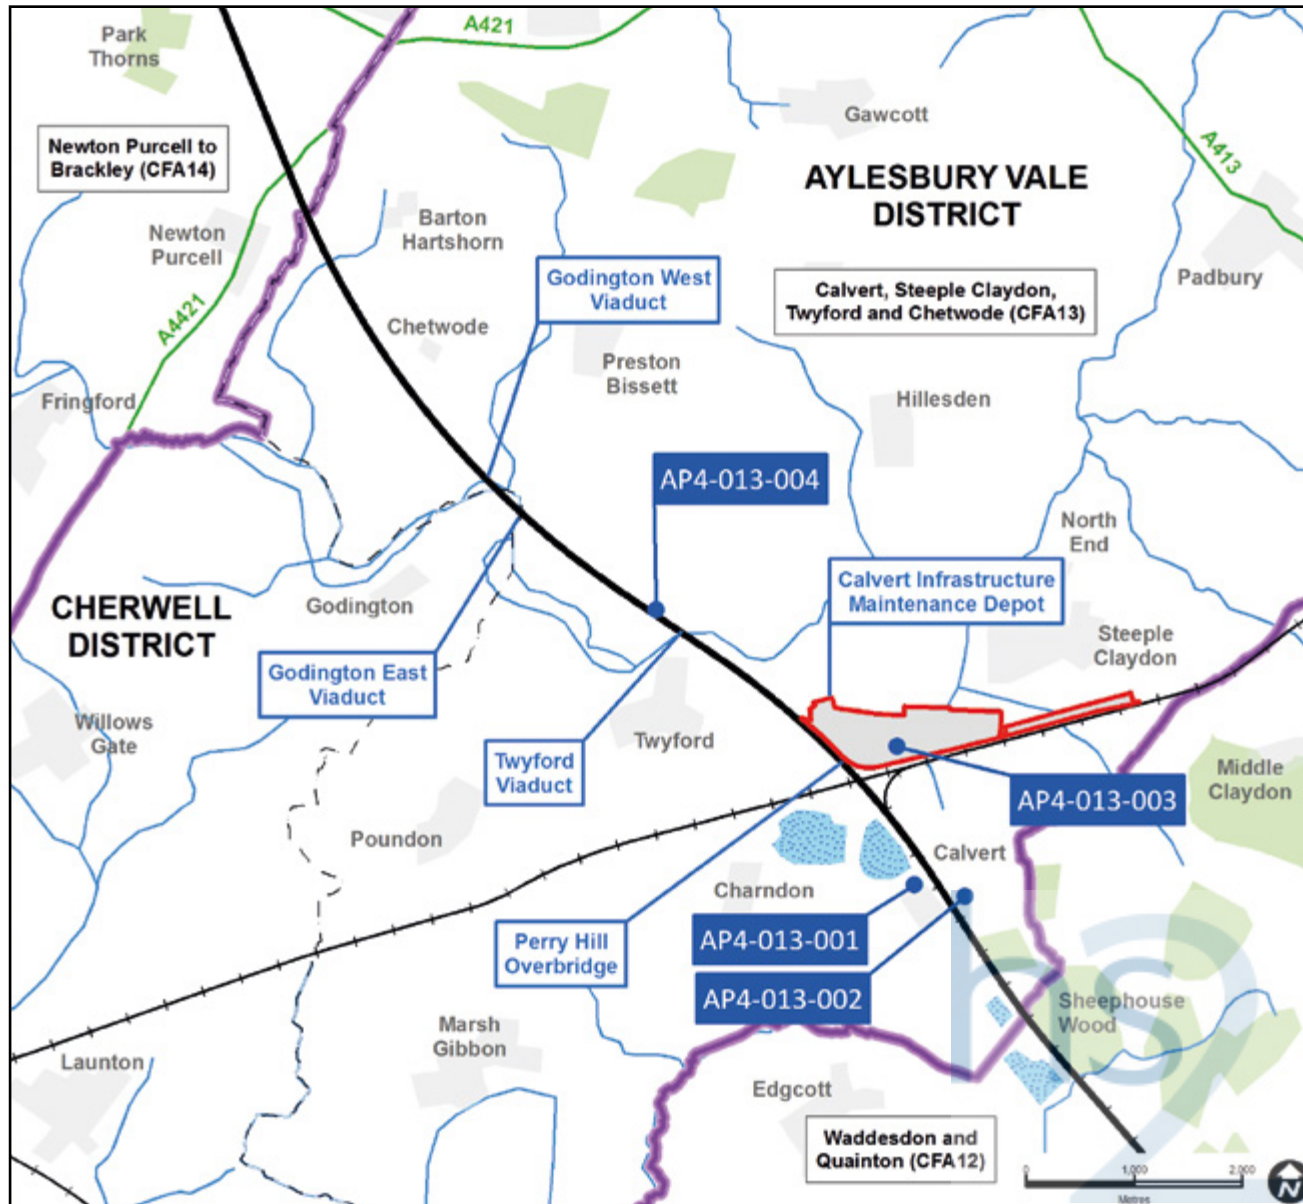 A421
Park
Thorns
Gawcott
Newton Purcell to
Brackley (CFA14)
A413
AYLESBURY VALE
DISTRICT
Barton
Hartshorn
Newton
Purcell
Godington West
Viaduct
Padbury
Calvert, Steeple Claydon,
Twyford and Chetwode (CFA13)
A4421
Chetwode
Preston
Bissett
Fringford
Hillesden
AP4-013-004
North
End
Calvert Infrastructure
Maintenance Depot
CHERWELL
DISTRICT
Godington
Steeple
Claydon
Godington East
Viaduct
Willows
Gate
Twyford
Twyford
Viaduct
Middle
Claydon
AP4-013-003
Poundon
Calvert
Charndon
AP4-013-001
Perry Hill
Overbridge
AP4-013-002
Sheephouse
Wood
Marsh
Gibbon
Launton
Edgcott
hs2
Waddesdon and
Quainton (CFA12)
0 1,000 2,000
Metres
N